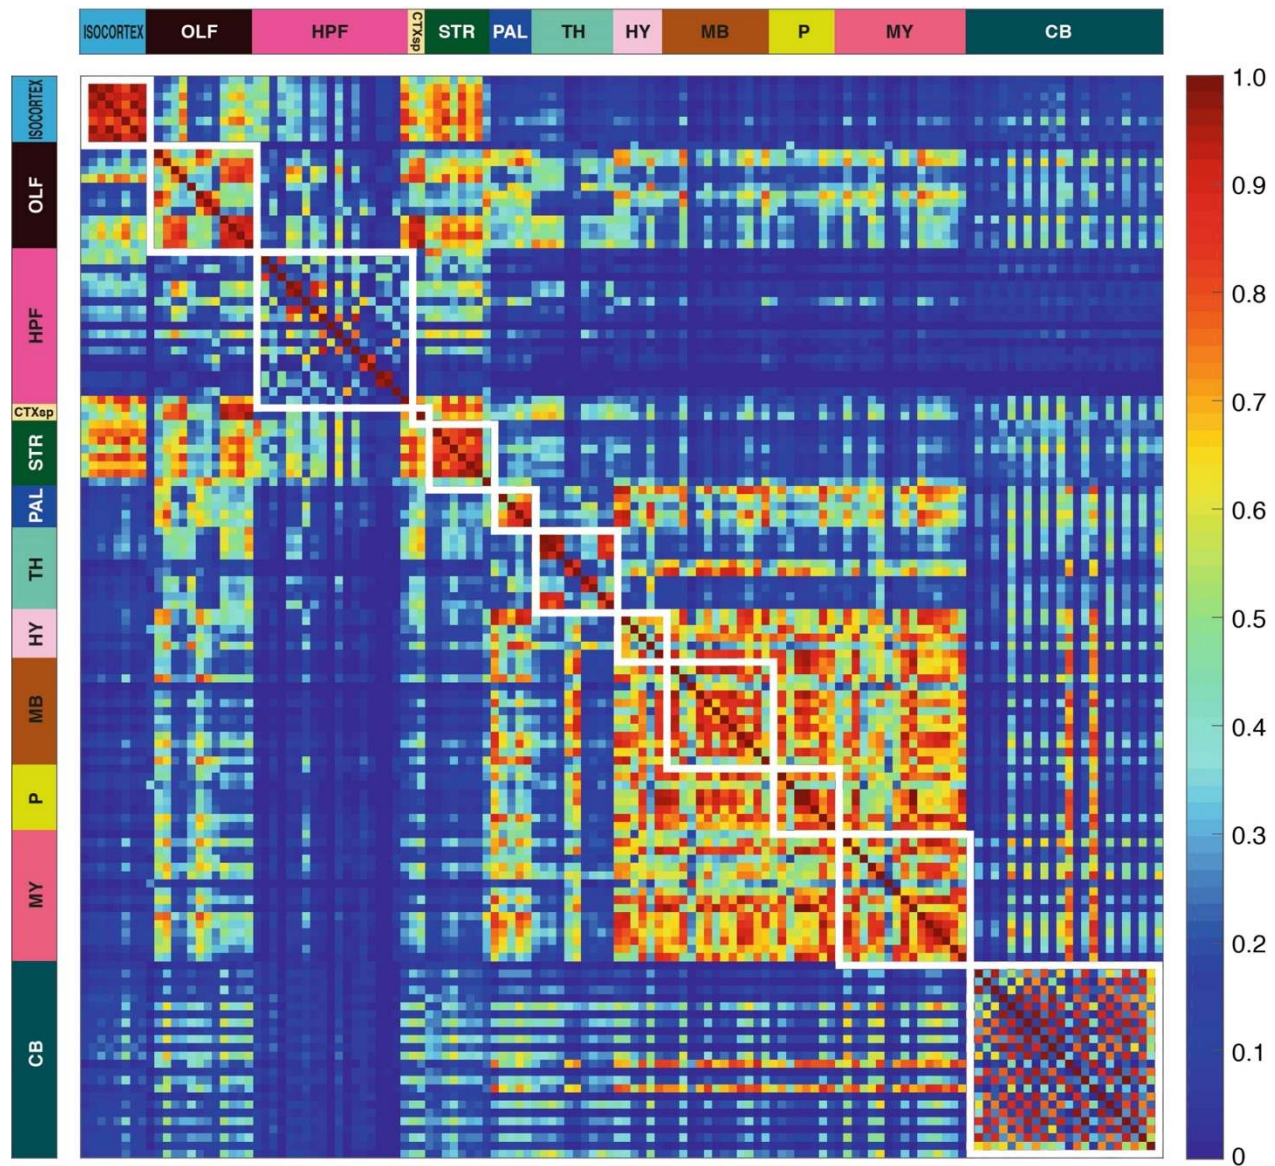 ISOCORTEX OLF HPF CTXsp STR PAL TH HY MB P MY CB
ISOCORTEX
OLF
HPF
CTXsp
STR
PAL
TH
HY
MB
P
MY
CB
1.0
0.9
0.8
0.7
0.6
0.5
0.4
0.3
0.2
0.1
0